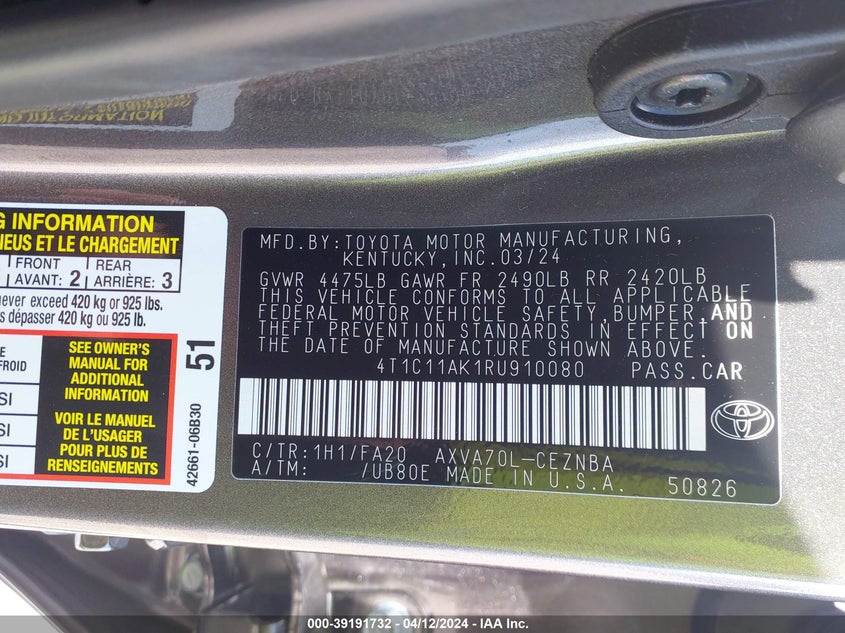 G INFORMATION
NEUS ET LE CHARGEMENT
FRONT REAR
AVANT: 2 ARRIÈRE: 3
never exceed 420 kg or 925 lbs.
s dépasser 420 kg ou 925 lb.
SEE OWNER'S
MANUAL FOR
ADDITIONAL
INFORMATION
VOIR LE MANUEL
DE L'USAGER
POUR PLUS DE
RENSEIGNEMENTS
E
FROID
SI
SI
SI
51
42661-06B30
MFD.BY:TOYOTA MOTOR MANUFACTURING,
KENTUCKY,INC.03/24
GVWR 4475LB GAWR FR 2490LB RR 2420LB
THIS VEHICLE CONFORMS TO ALL APPLICABLE
FEDERAL MOTOR VEHICLE SAFETY,BUMPER,AND
THEFT PREVENTION STANDARDS IN EFFECT ON
THE DATE OF MANUFACTURE SHOWN ABOVE.
4T1C11AK1RU910080 PASS.CAR
C/TR:1H1/FA20 AXVA70L-CEZNBA
A/TM: /UB80E MADE IN U.S.A. 50826
000-39191732 - 04/12/2024 - IAA Inc.